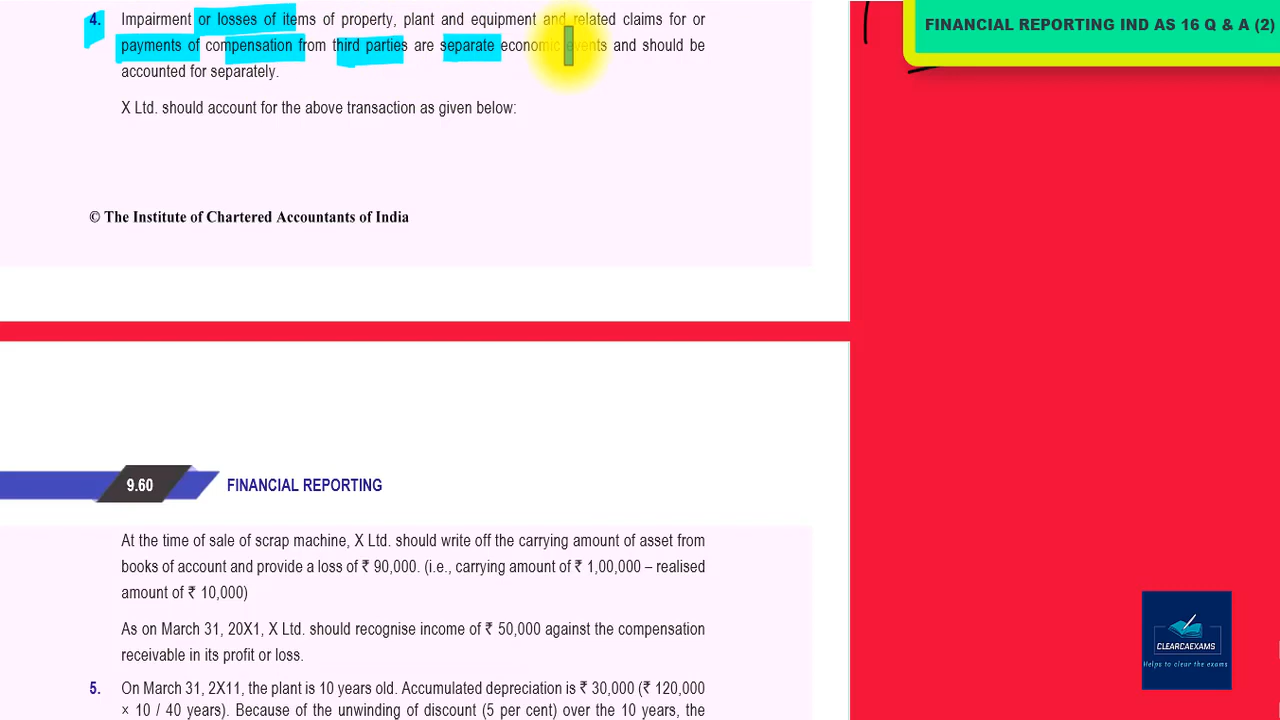 FINANCIAL REPORTING IND AS 16 Q & A (2)
4. Impairment or losses of items of property, plant and equipment and related claims for or
payments of compensation from third parties are separate economic events and should be
accounted for separately.
X Ltd. should account for the above transaction as given below:
© The Institute of Chartered Accountants of India
9.60 FINANCIAL REPORTING
At the time of sale of scrap machine, X Ltd. should write off the carrying amount of asset from
books of account and provide a loss of ₹ 90,000. (i.e., carrying amount of ₹ 1,00,000 – realised
amount of ₹ 10,000)
As on March 31, 20X1, X Ltd. should recognise income of ₹ 50,000 against the compensation
receivable in its profit or loss.
5. On March 31, 2X11, the plant is 10 years old. Accumulated depreciation is ₹ 30,000 (₹ 120,000
× 10 / 40 years). Because of the unwinding of discount (5 per cent) over the 10 years, the
CLEARCAEXAMS
Helps to clear the exams